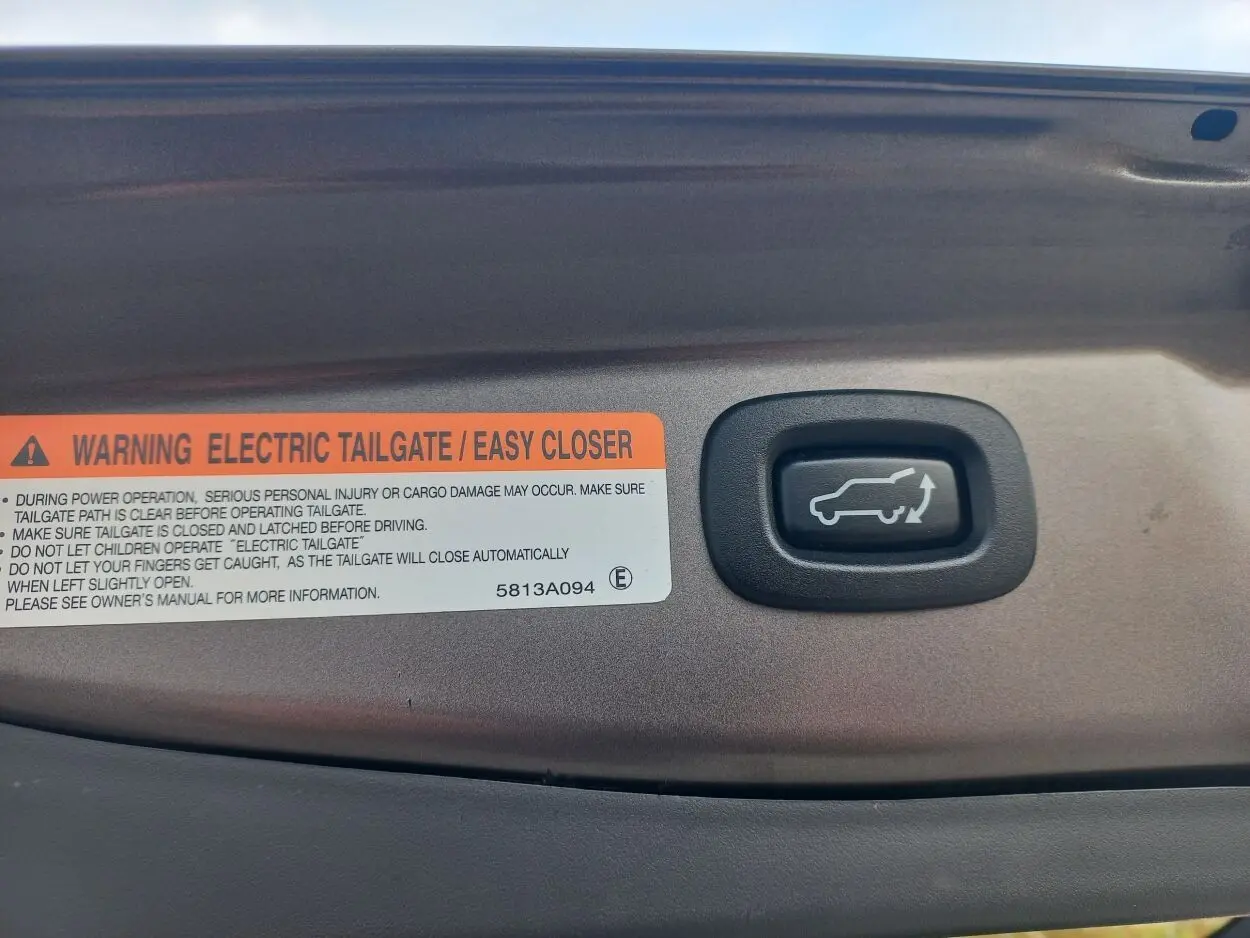 WARNING ELECTRIC TAILGATE / EASY CLOSER
• DURING POWER OPERATION, SERIOUS PERSONAL INJURY OR CARGO DAMAGE MAY OCCUR. MAKE SURE
TAILGATE PATH IS CLEAR BEFORE OPERATING TAILGATE.
• MAKE SURE TAILGATE IS CLOSED AND LATCHED BEFORE DRIVING.
• DO NOT LET CHILDREN OPERATE "ELECTRIC TAILGATE"
• DO NOT LET YOUR FINGERS GET CAUGHT, AS THE TAILGATE WILL CLOSE AUTOMATICALLY
WHEN LEFT SLIGHTLY OPEN.
PLEASE SEE OWNER'S MANUAL FOR MORE INFORMATION.
5813A094 Ⓔ